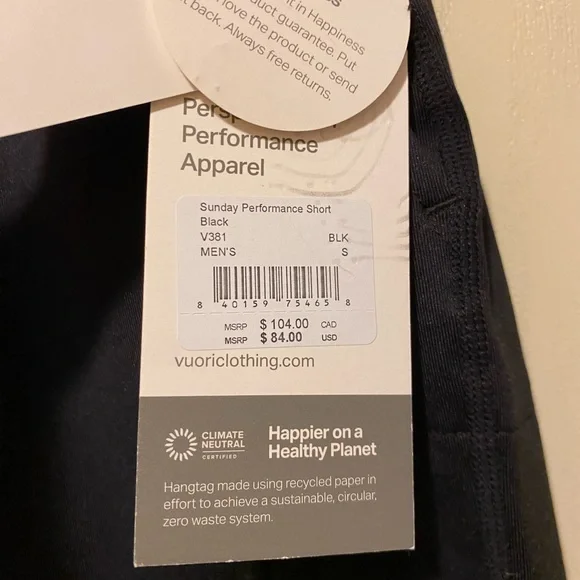 t in Happiness
duct guarantee. Put
love the product or send
t back. Always free returns.
Performance
Apparel
Sunday Performance Short
Black
V381 BLK
MEN'S S
8 40159 75465 8
MSRP $ 104.00 CAD
MSRP $ 84.00 USD
vuoriclothing.com
CLIMATE
NEUTRAL
CERTIFIED
Happier on a
Healthy Planet
Hangtag made using recycled paper in
effort to achieve a sustainable, circular,
zero waste system.